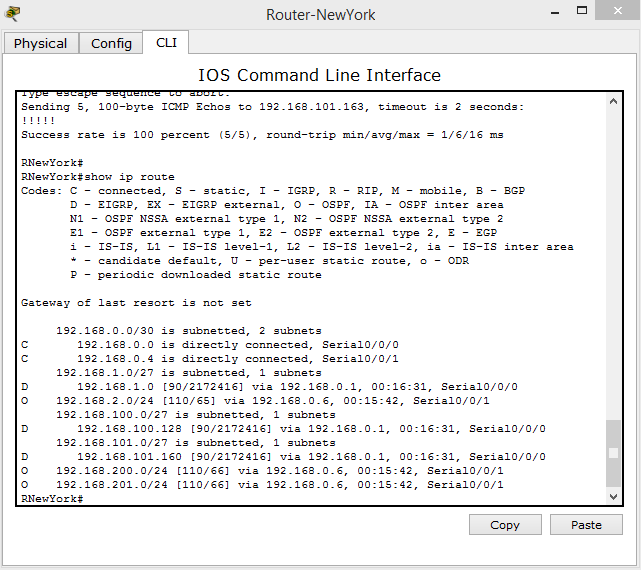 Router-NewYork
Physical Config CLI
IOS Command Line Interface
Type escape sequence to abort.
Sending 5, 100-byte ICMP Echos to 192.168.101.163, timeout is 2 seconds:
!!!!!
Success rate is 100 percent (5/5), round-trip min/avg/max = 1/6/16 ms
RNewYork#
RNewYork#show ip route
Codes: C - connected, S - static, I - IGRP, R - RIP, M - mobile, B - BGP
D - EIGRP, EX - EIGRP external, O - OSPF, IA - OSPF inter area
N1 - OSPF NSSA external type 1, N2 - OSPF NSSA external type 2
E1 - OSPF external type 1, E2 - OSPF external type 2, E - EGP
i - IS-IS, L1 - IS-IS level-1, L2 - IS-IS level-2, ia - IS-IS inter area
* - candidate default, U - per-user static route, o - ODR
P - periodic downloaded static route
Gateway of last resort is not set
192.168.0.0/30 is subnetted, 2 subnets
C 192.168.0.0 is directly connected, Serial0/0/0
C 192.168.0.4 is directly connected, Serial0/0/1
192.168.1.0/27 is subnetted, 1 subnets
D 192.168.1.0 [90/2172416] via 192.168.0.1, 00:16:31, Serial0/0/0
O 192.168.2.0/24 [110/65] via 192.168.0.6, 00:15:42, Serial0/0/1
192.168.100.0/27 is subnetted, 1 subnets
D 192.168.100.128 [90/2172416] via 192.168.0.1, 00:16:31, Serial0/0/0
192.168.101.0/27 is subnetted, 1 subnets
D 192.168.101.160 [90/2172416] via 192.168.0.1, 00:16:31, Serial0/0/0
O 192.168.200.0/24 [110/66] via 192.168.0.6, 00:15:42, Serial0/0/1
O 192.168.201.0/24 [110/66] via 192.168.0.6, 00:15:42, Serial0/0/1
RNewYork#
Copy Paste